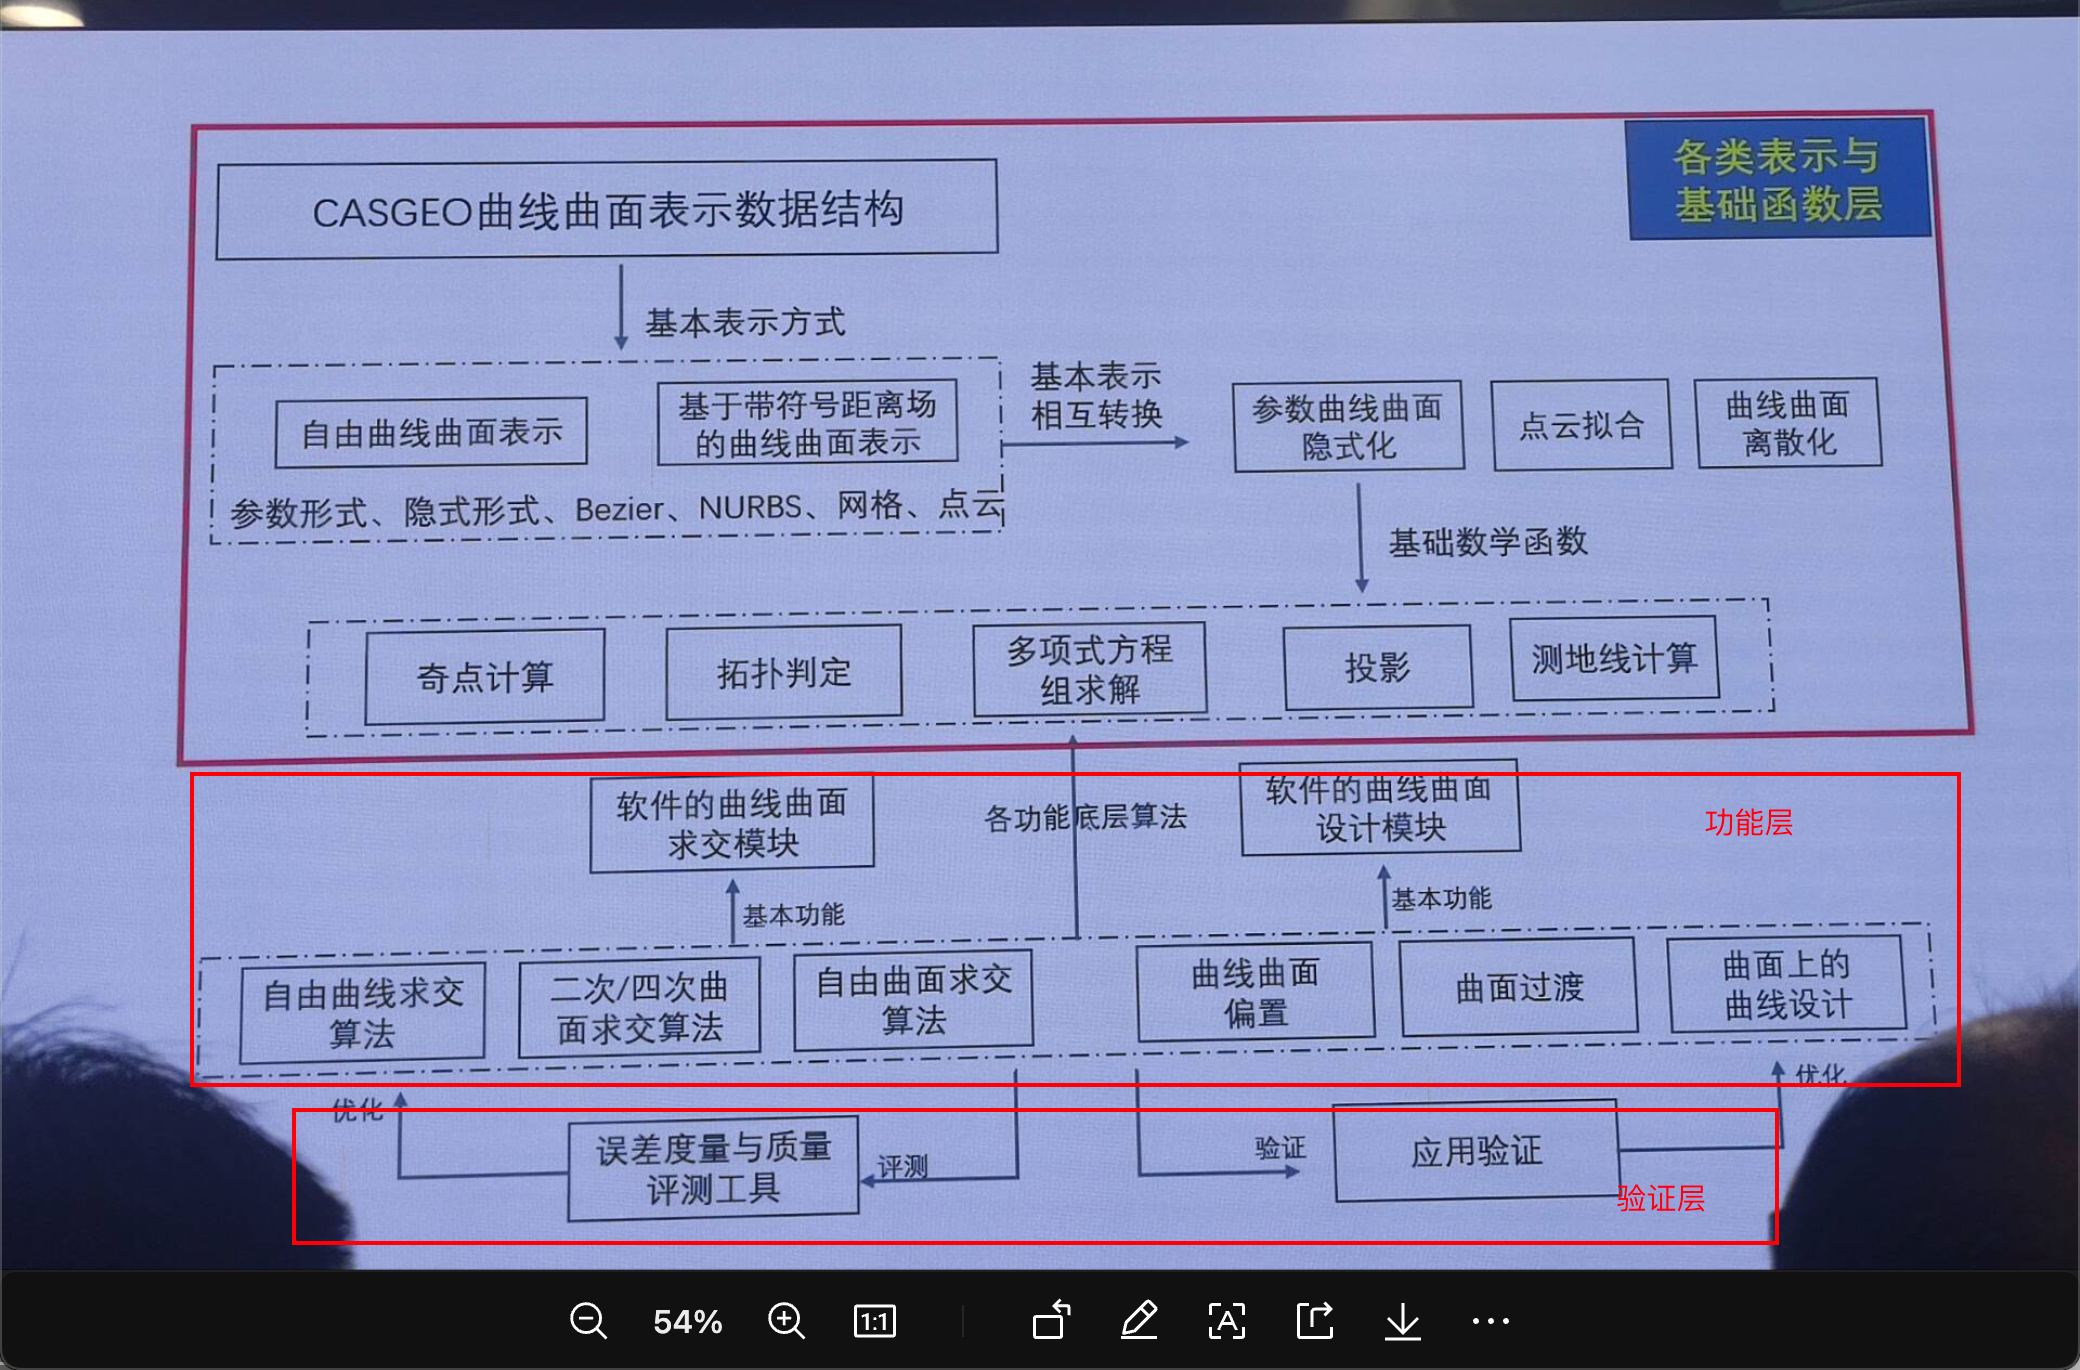 各类表示与
基础函数层
CASGEO曲线曲面表示数据结构
基本表示方式
自由曲线曲面表示
基于带符号距离场
的曲线曲面表示
参数形式、隐式形式、Bezier、NURBS、网格、点云
基本表示
相互转换
参数曲线曲面
隐式化
点云拟合
曲线曲面
离散化
基础数学函数
奇点计算
拓扑判定
多项式方程
组求解
投影
测地线计算
软件的曲线曲面
求交模块
各功能底层算法
软件的曲线曲面
设计模块
功能层
基本功能
基本功能
自由曲线求交
算法
二次/四次曲
面求交算法
自由曲面求交
算法
曲线曲面
偏置
曲面过渡
曲面上的
曲线设计
优化
误差度量与质量
评测工具
评测
验证
应用验证
优化
验证层
54%
1:1
A